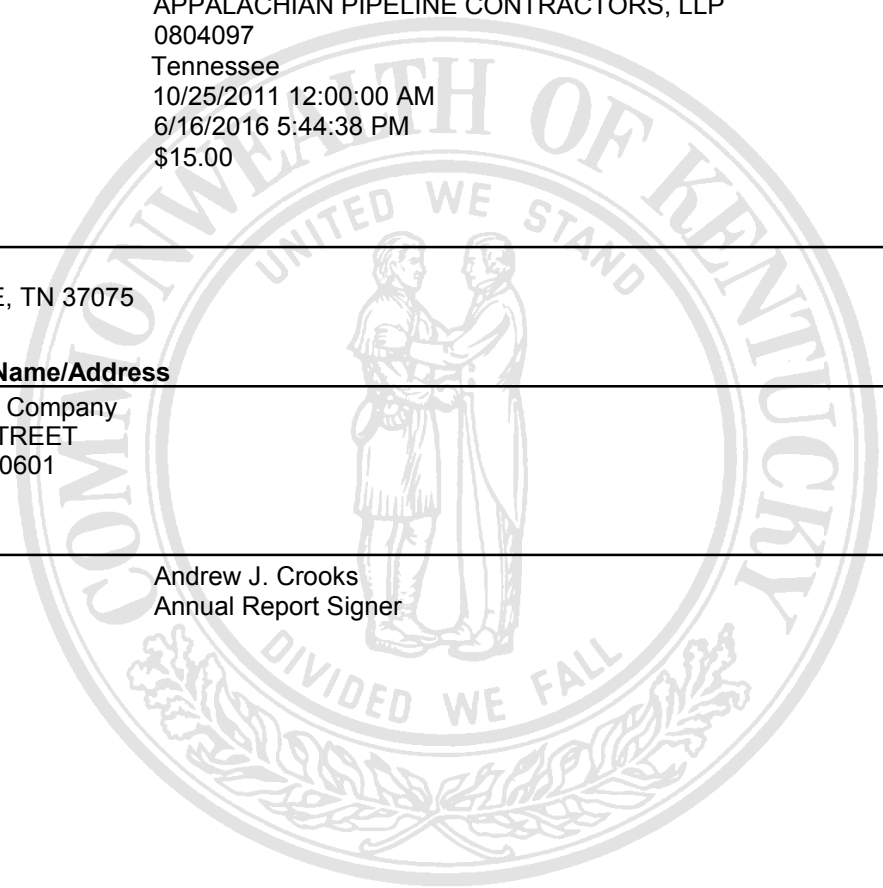 APPALACHIAN PIPELINE CONTRACTORS, LLP
0804097
Tennessee
10/25/2011 12:00:00 AM
6/16/2016 5:44:38 PM
$15.00
E, TN 37075
Name/Address
Company
TREET
0601
Andrew J. Crooks
Annual Report Signer
COMMONWEALTH OF KENTUCKY
UNITED WE STAND
DIVIDED WE FALL